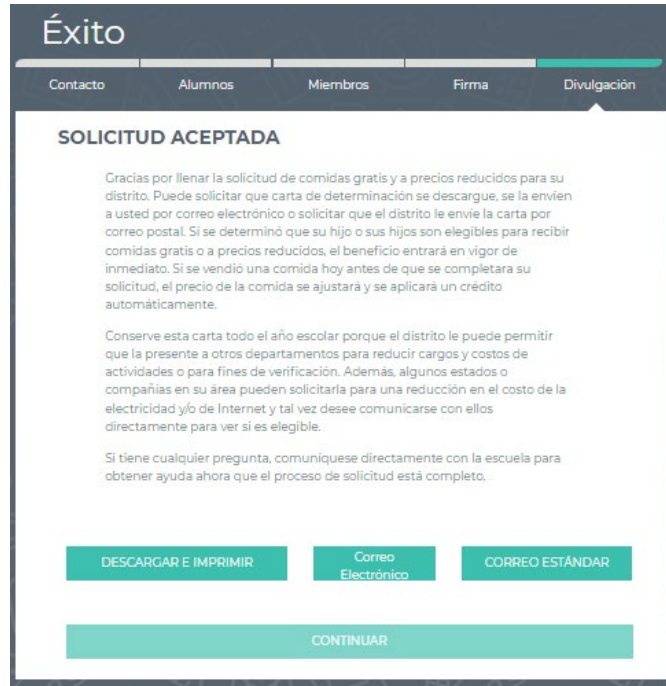 Éxito
Contacto Alumnos Miembros Firma Divulgación
SOLICITUD ACEPTADA
Gracias por llenar la solicitud de comidas gratis y a precios reducidos para su
distrito. Puede solicitar que carta de determinación se descargue, se la envíen
a usted por correo electrónico o solicitar que el distrito le envíe la carta por
correo postal. Si se determinó que su hijo o sus hijos son elegibles para recibir
comidas gratis o a precios reducidos, el beneficio entrará en vigor de
inmediato. Si se vendió una comida hoy antes de que se completara su
solicitud, el precio de la comida se ajustará y se aplicará un crédito
automáticamente.
Conserve esta carta todo el año escolar porque el distrito le puede permitir
que la presente a otros departamentos para reducir cargos y costos de
actividades o para fines de verificación. Además, algunos estados o
compañías en su área pueden solicitarla para una reducción en el costo de la
electricidad y/o de Internet y tal vez desee comunicarse con ellos
directamente para ver si es elegible.
Si tiene cualquier pregunta, comuníquese directamente con la escuela para
obtener ayuda ahora que el proceso de solicitud está completo.
DESCARGAR E IMPRIMIR
Correo
Electrónico
CORREO ESTÁNDAR
CONTINUAR